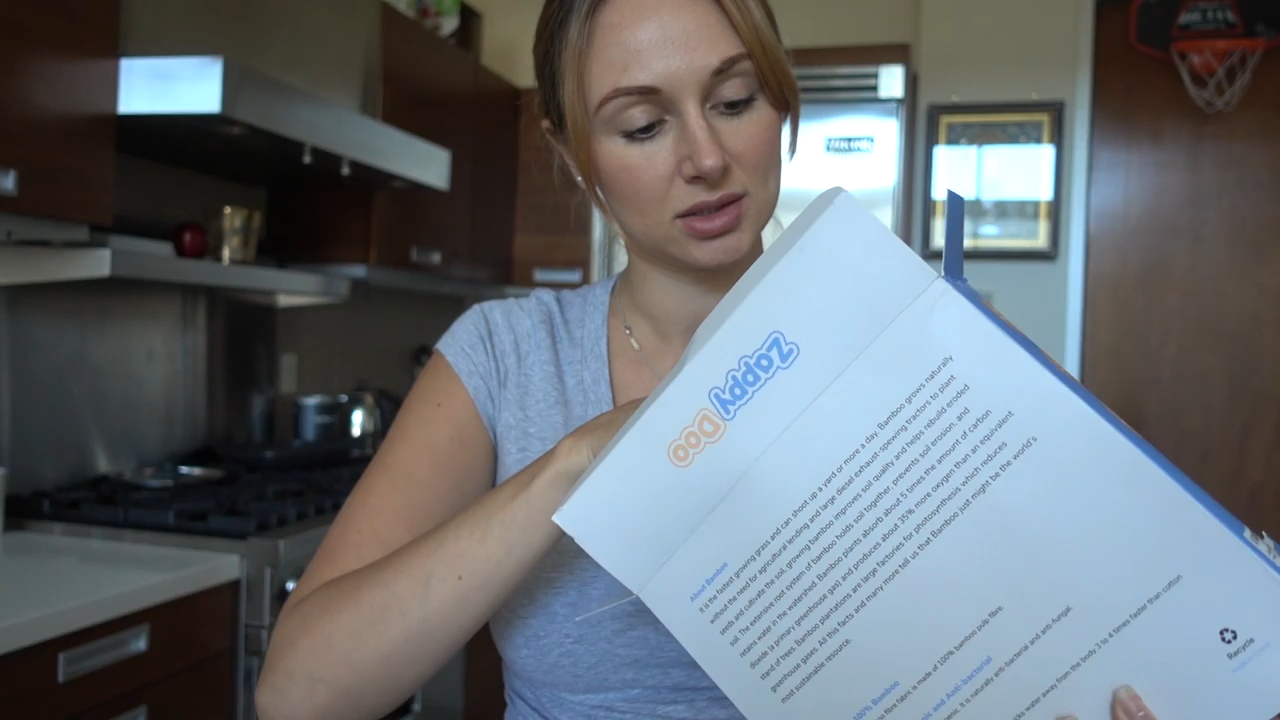 Zappy Doo
About Bamboo
It is the fastest growing grass and can shoot up a yard or more a day. Bamboo grows naturally
without the need for agricultural lending and large diesel exhaust-spewing tractors to plant
seeds and cultivate the soil, growing bamboo improves soil quality and helps rebuild eroded
soil. The extensive root system of bamboo holds soil together, prevents soil erosion, and
retains water in the watershed. Bamboo plants absorb about 5 times the amount of carbon
dioxide (a primary greenhouse gas) and produces about 35% more oxygen than an equivalent
stand of trees. Bamboo plantations are large factories for photosynthesis which reduces
greenhouse gases. All this facts and many more tell us that Bamboo just might be the world's
most sustainable resource.
100% Bamboo
fibre fabric is made of 100% bamboo pulp fibre.
and Anti-bacterial
It is naturally anti-bacterial and anti-fungal.
water away from the body 3 to 4 times faster than cotton
Recycle
VIKING